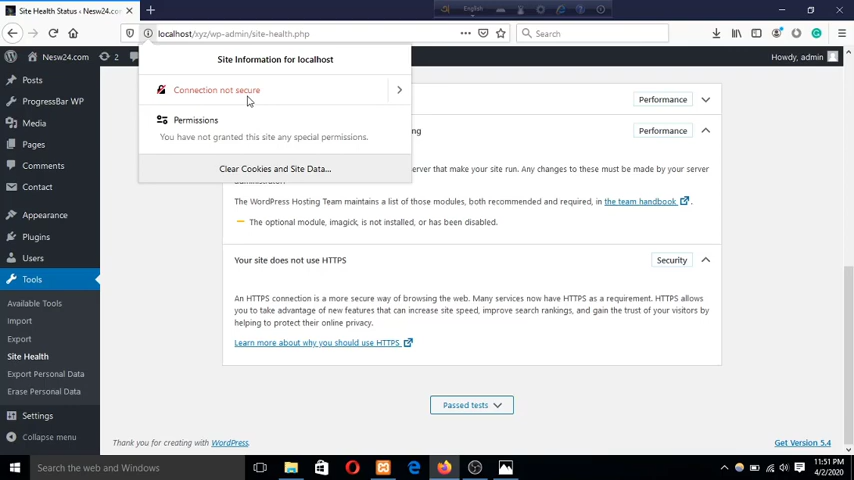 Site Health Status ‹ Nesw24.com
English
localhost/xyz/wp-admin/site-health.php
Search
Nesw24.com
2
Howdy, admin
Site Information for localhost
Connection not secure
Permissions
You have not granted this site any special permissions.
Clear Cookies and Site Data...
Posts
ProgressBar WP
Media
Pages
Comments
Contact
Appearance
Plugins
Users
Tools
Available Tools
Import
Export
Site Health
Export Personal Data
Erase Personal Data
Settings
Collapse menu
Performance
ng
Performance
erver that make your site run. Any changes to these must be made by your server
The WordPress Hosting Team maintains a list of those modules, both recommended and required, in the team handbook.
The optional module, imagick, is not installed, or has been disabled.
Your site does not use HTTPS
Security
An HTTPS connection is a more secure way of browsing the web. Many services now have HTTPS as a requirement. HTTPS allows
you to take advantage of new features that can increase site speed, improve search rankings, and gain the trust of your visitors by
helping to protect their online privacy.
Learn more about why you should use HTTPS
Passed tests
Thank you for creating with WordPress.
Get Version 5.4
Search the web and Windows
11:51 PM
4/2/2020